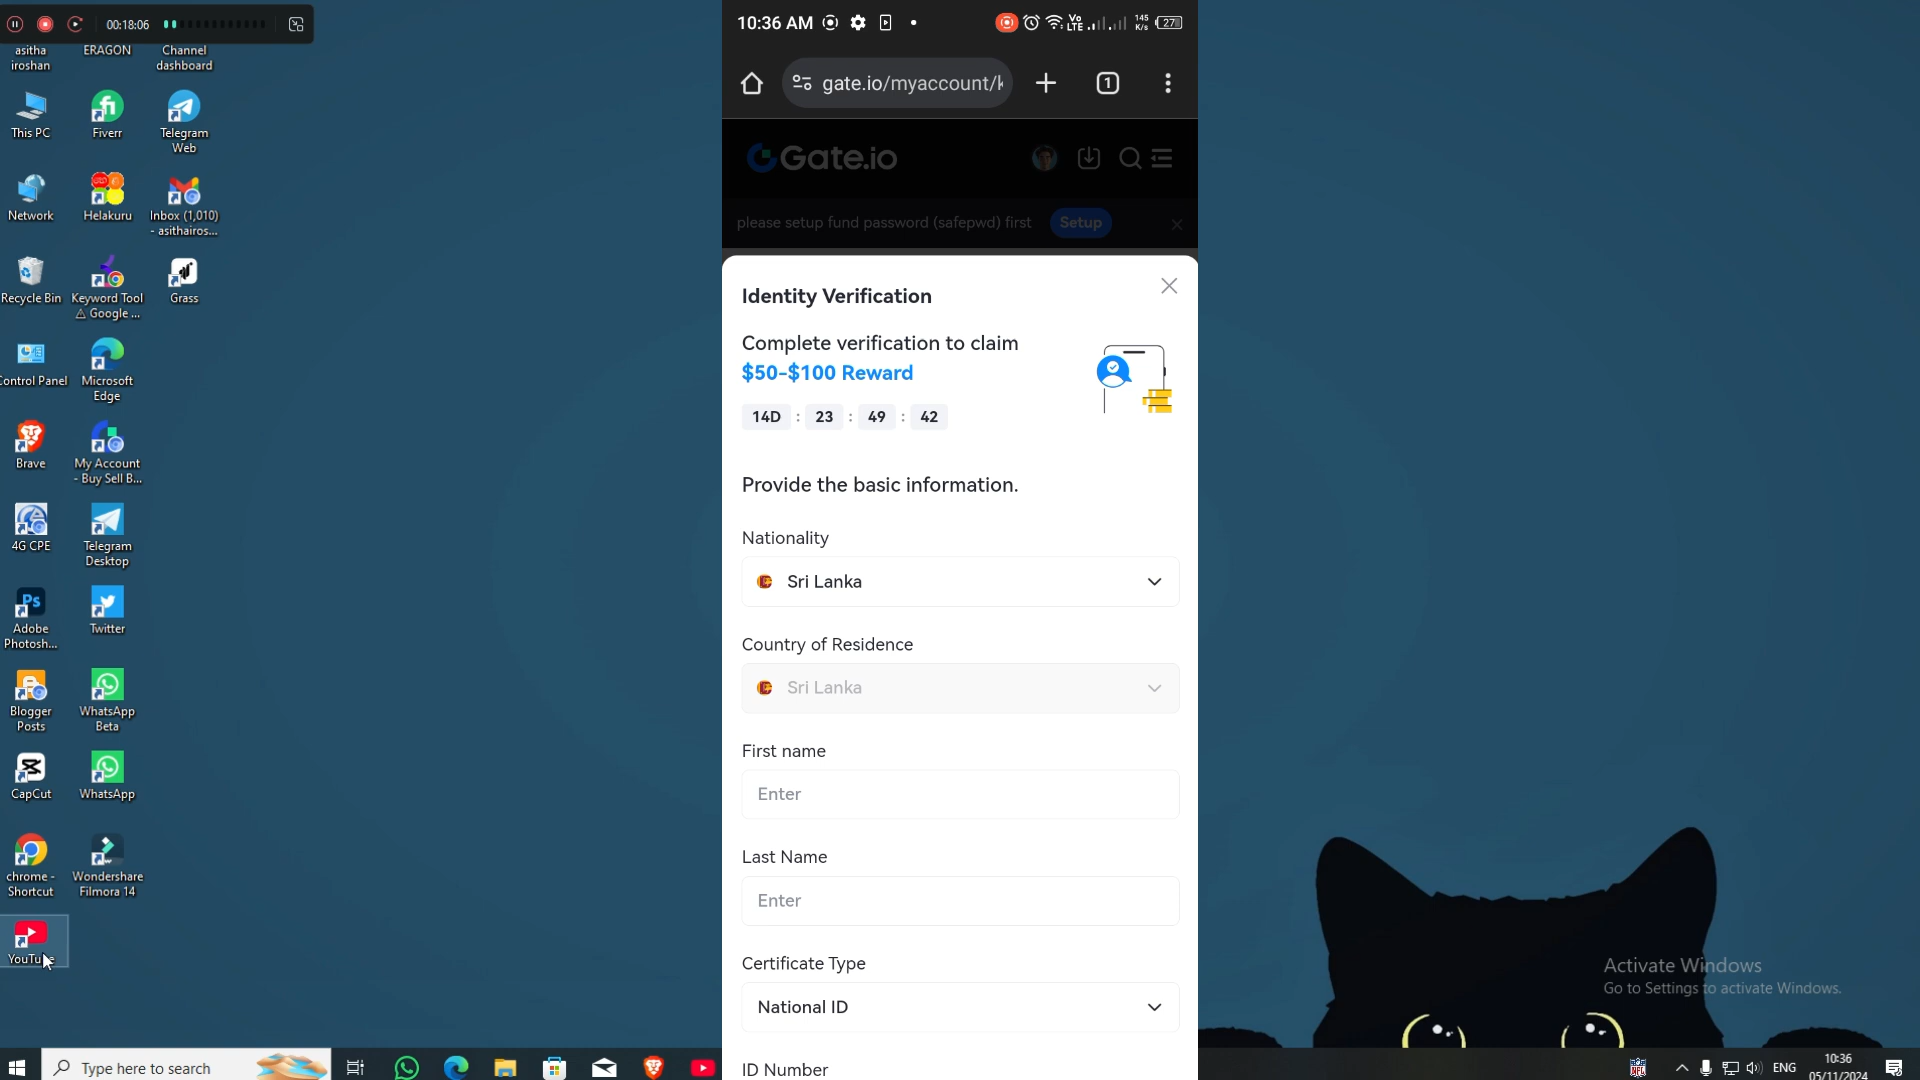 00:18:06
asitha
iroshan
ERAGON
Channel
dashboard
This PC
Fiverr
Telegram
Web
Network
Helakuru
Inbox (1,010)
- asithairos...
Recycle Bin
Keyword Tool
⚠ Google ...
Grass
Control Panel
Microsoft
Edge
Brave
My Account
- Buy Sell B...
4G CPE
Telegram
Desktop
Adobe
Photosh...
Twitter
Blogger
Posts
WhatsApp
Beta
CapCut
WhatsApp
chrome -
Shortcut
Wondershare
Filmora 14
YouTube
10:36 AM
Vo
LTE
145
K/s
27
gate.io/myaccount/k
1
Gate.io
please setup fund password (safepwd) first
Setup
Identity Verification
Complete verification to claim
$50-$100 Reward
14D : 23 : 49 : 42
Provide the basic information.
Nationality
Sri Lanka
Country of Residence
Sri Lanka
First name
Enter
Last Name
Enter
Certificate Type
National ID
ID Number
Activate Windows
Go to Settings to activate Windows.
Type here to search
ENG
10:36
05/11/2024